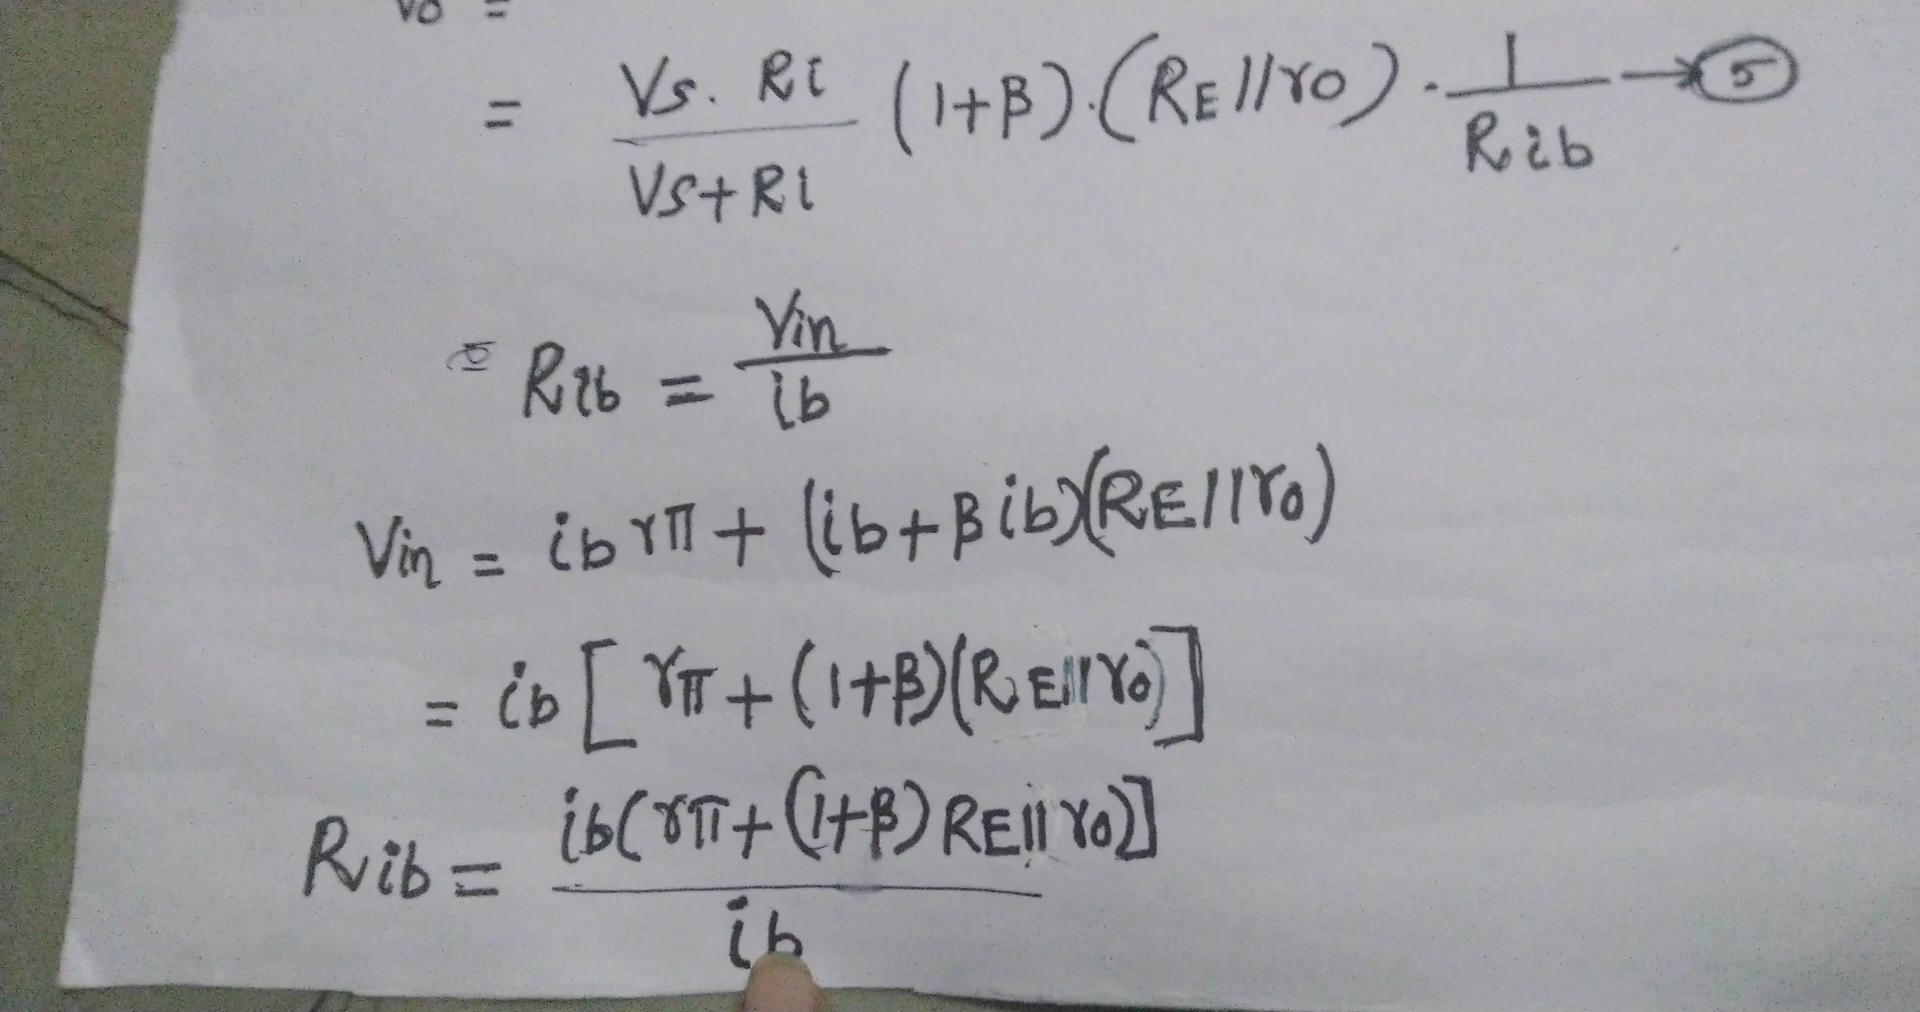 Vo =
= Vs. Ri / Vs+Ri (1+β).(RE//ro) . 1/Rib → 5
Rib = Vin / ib
Vin = ib rπ + (ib+βib)(RE//ro)
= ib [ rπ + (1+β)(RE||ro)]
Rib = ib(rπ+(1+β) RE||ro)] / ib